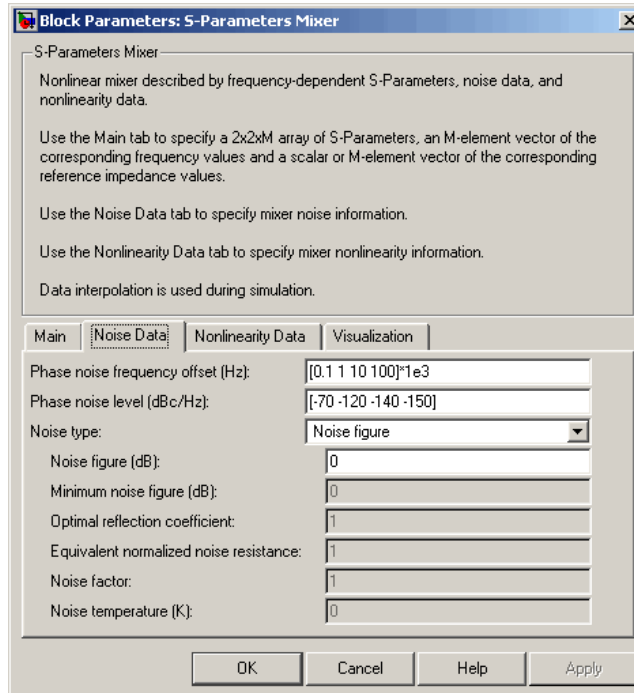 Block Parameters: S-Parameters Mixer
S-Parameters Mixer
Nonlinear mixer described by frequency-dependent S-Parameters, noise data, and
nonlinearity data.
Use the Main tab to specify a 2x2xM array of S-Parameters, an M-element vector of the
corresponding frequency values and a scalar or M-element vector of the corresponding
reference impedance values.
Use the Noise Data tab to specify mixer noise information.
Use the Nonlinearity Data tab to specify mixer nonlinearity information.
Data interpolation is used during simulation.
Main Noise Data Nonlinearity Data Visualization
Phase noise frequency offset (Hz): [0.1 1 10 100]*1e3
Phase noise level (dBc/Hz): [-70 -120 -140 -150]
Noise type: Noise figure
Noise figure (dB): 0
Minimum noise figure (dB): 0
Optimal reflection coefficient: 1
Equivalent normalized noise resistance: 1
Noise factor: 1
Noise temperature (K): 0
OK Cancel Help Apply